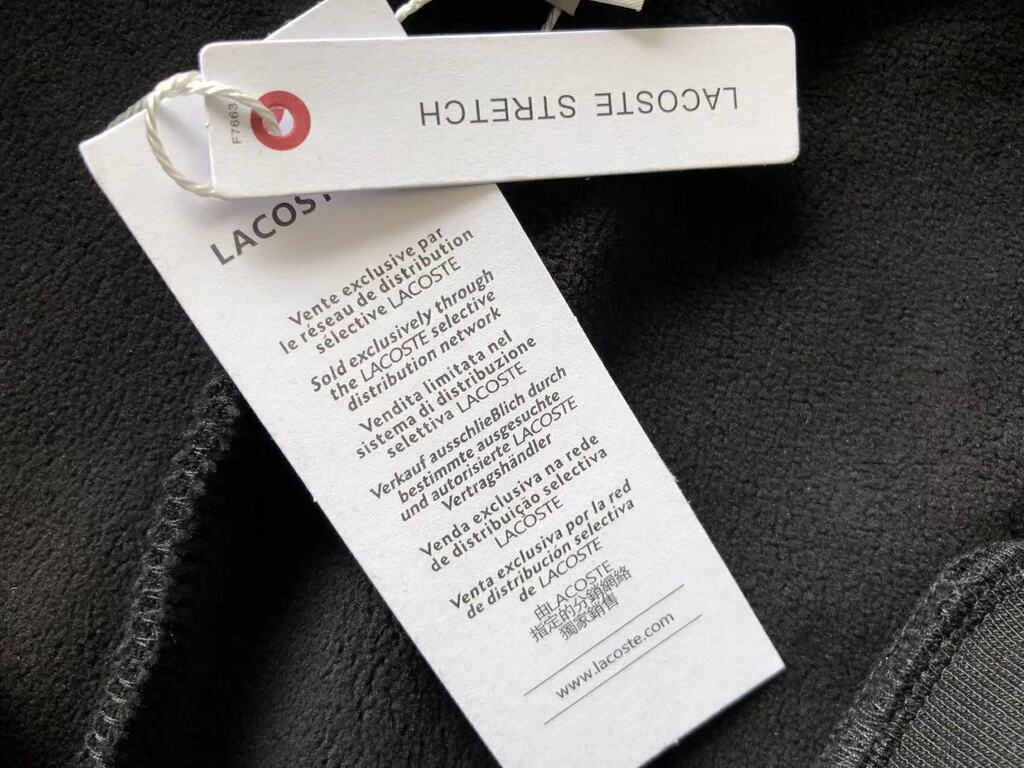 LACOSTE STRETCH
F7663
LACOST
Vente exclusive par
le réseau de distribution
sélective LACOSTE
Sold exclusively through
the LACOSTE selective
distribution network
Vendita limitata nel
sistema di distribuzione
selettiva LACOSTE
Verkauf ausschließlich durch
bestimmte ausgesuchte
und autorisierte LACOSTE
Vertragshändler
Venda exclusiva na rede
de distribuição selectiva
LACOSTE
Venta exclusiva por la red
de distribución selectiva
de LACOSTE
由LACOSTE
指定的分銷網絡
獨家銷售
www.lacoste.com